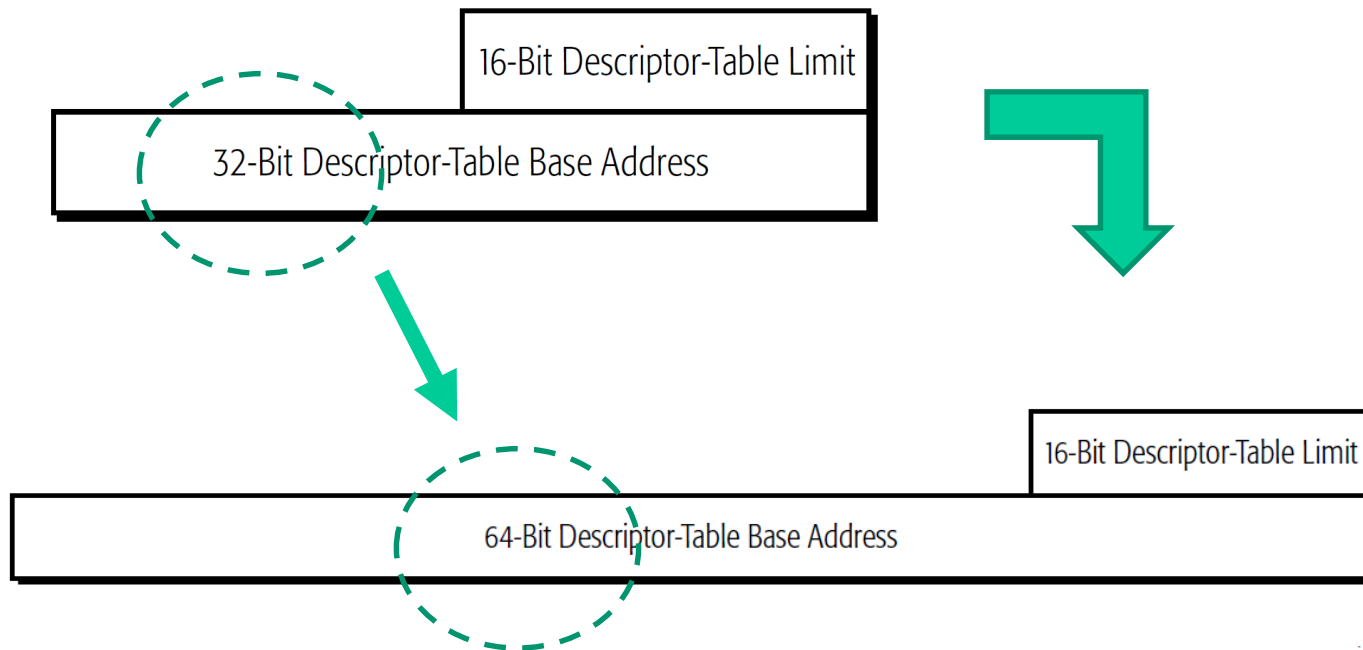 16-Bit Descriptor-Table Limit
32-Bit Descriptor-Table Base Address
16-Bit Descriptor-Table Limit
64-Bit Descriptor-Table Base Address